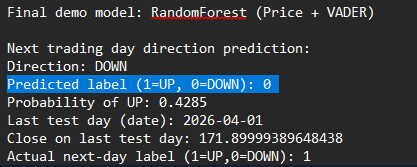 Final demo model: RandomForest (Price + VADER)
Next trading day direction prediction:
Direction: DOWN
Predicted label (1=UP, 0=DOWN): 0
Probability of UP: 0.4285
Last test day (date): 2026-04-01
Close on last test day: 171.89999389648438
Actual next-day label (1=UP,0=DOWN): 1